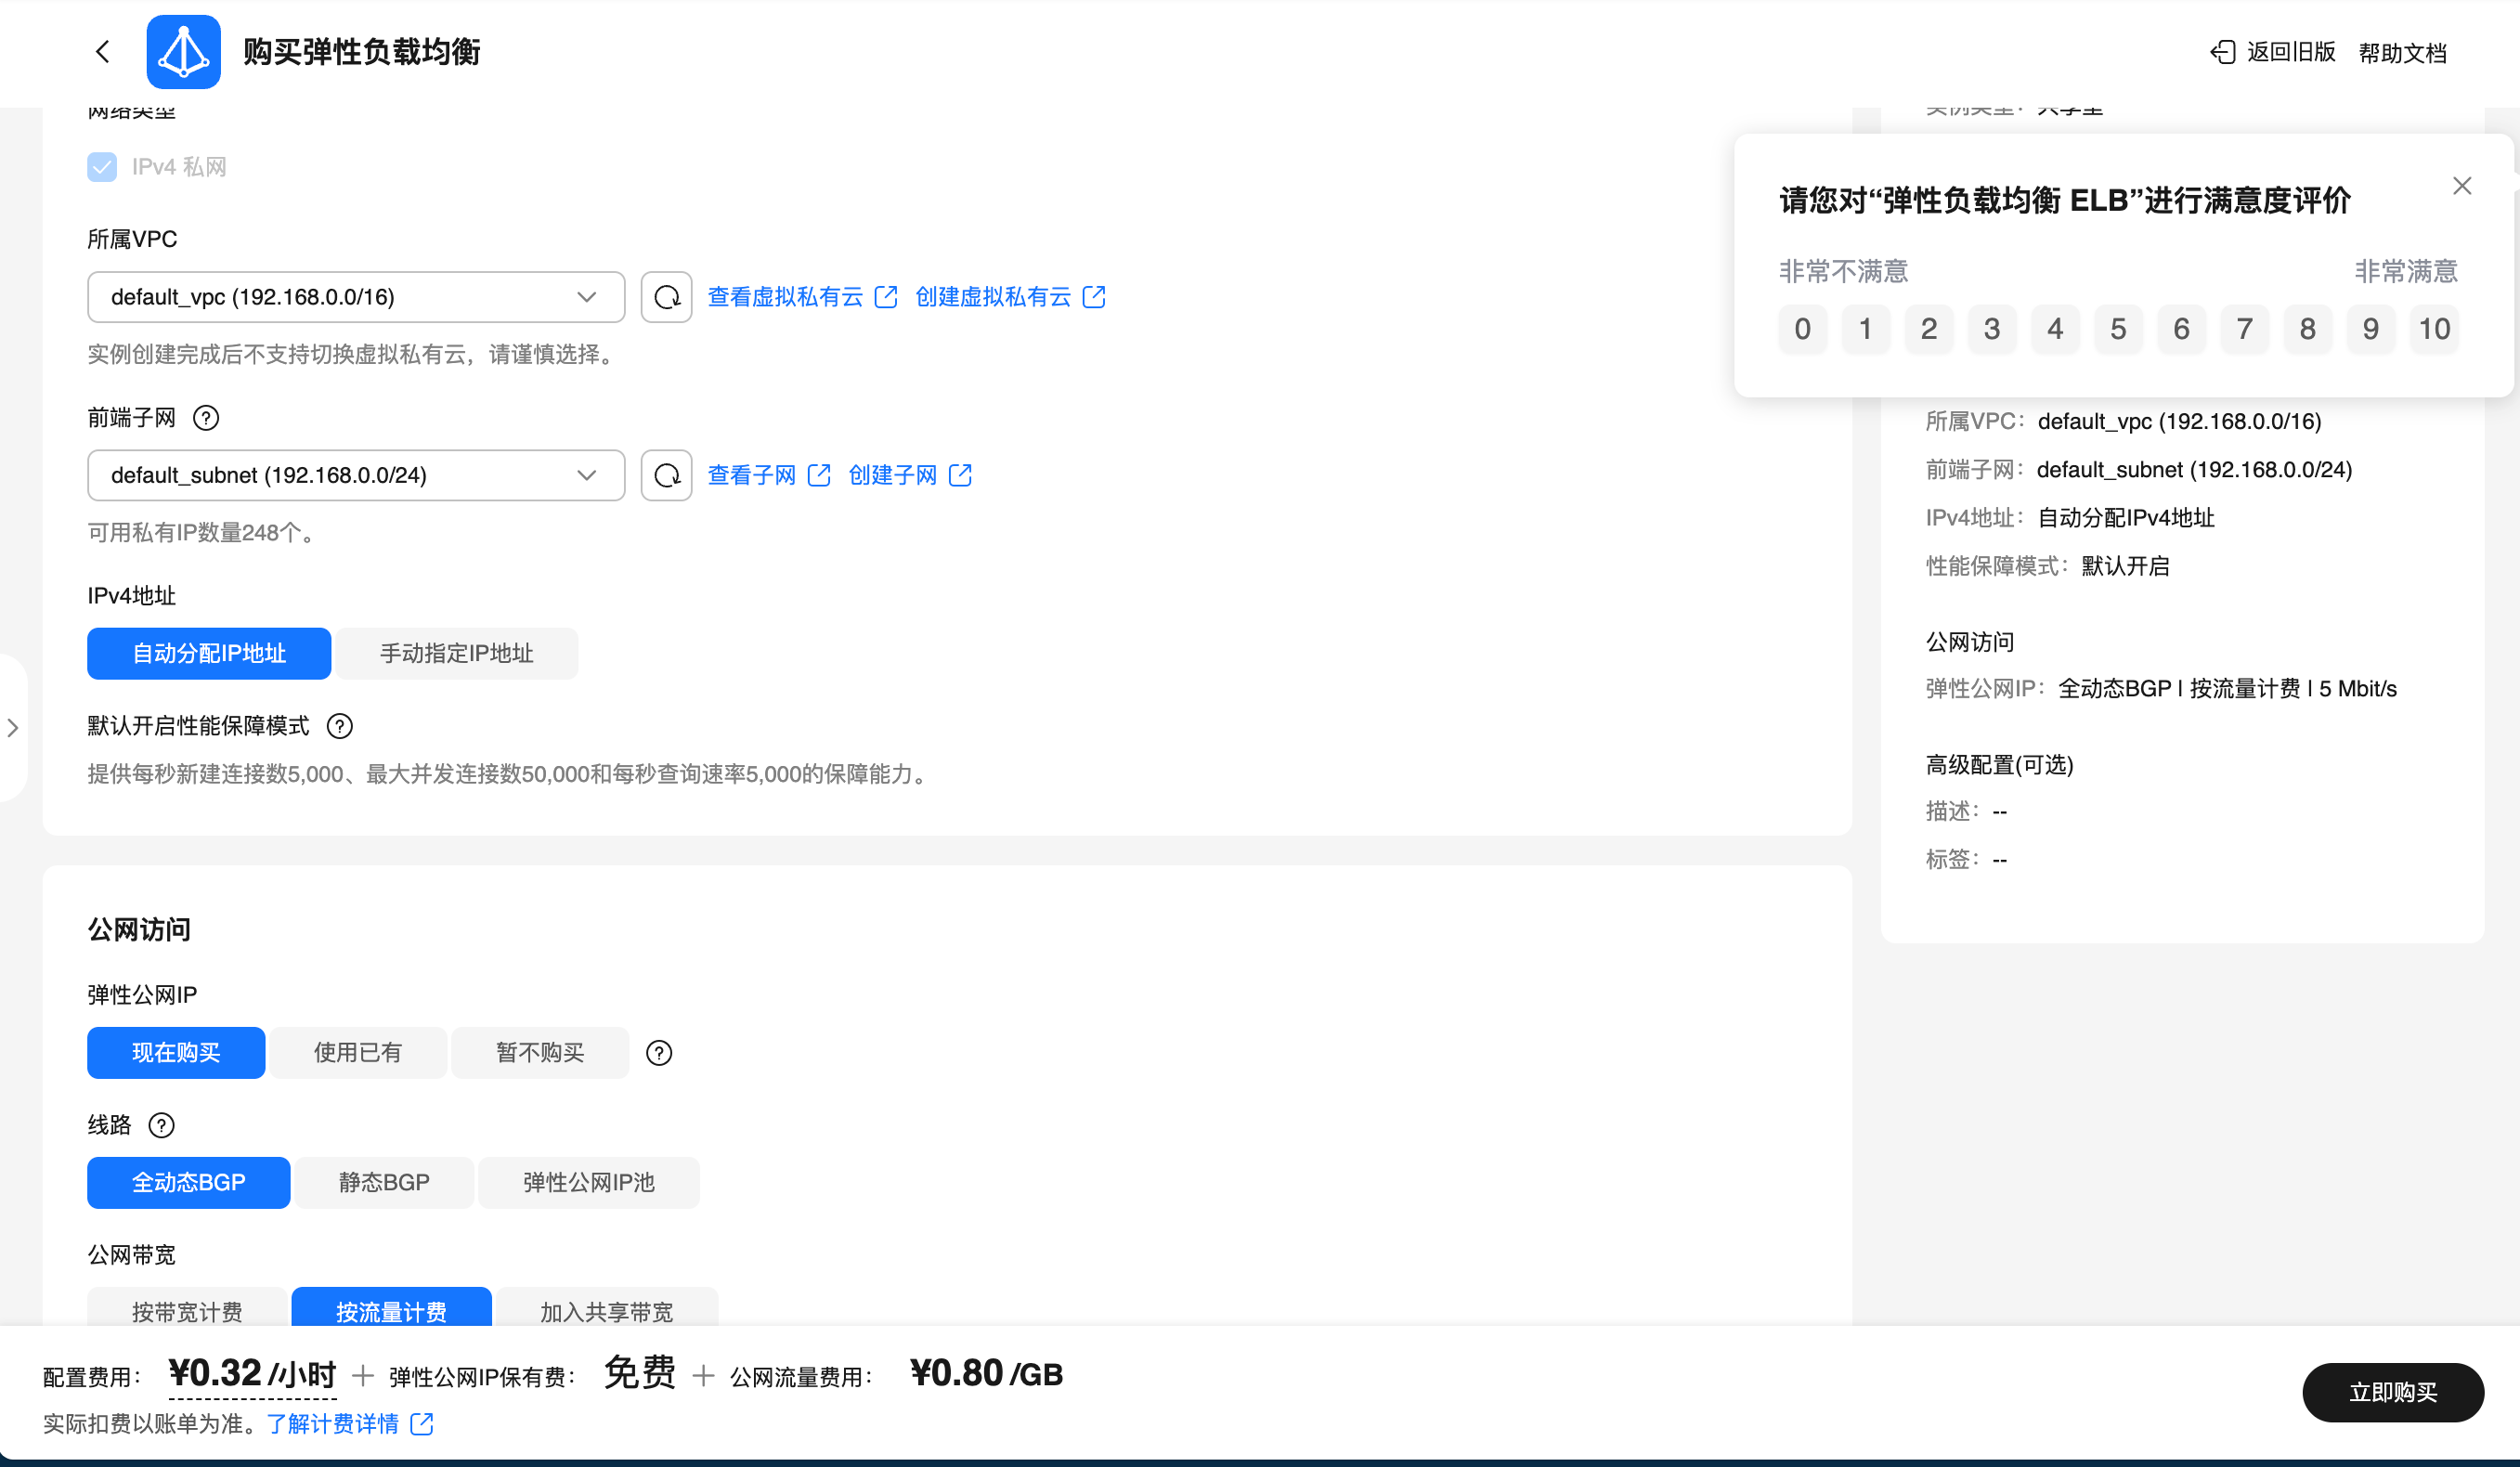 购买弹性负载均衡
返回旧版 帮助文档
网络类型
IPv4 私网
所属VPC
default_vpc (192.168.0.0/16) 查看虚拟私有云 创建虚拟私有云
实例创建完成后不支持切换虚拟私有云，请谨慎选择。
前端子网 ?
default_subnet (192.168.0.0/24) 查看子网 创建子网
可用私有IP数量248个。
IPv4地址
自动分配IP地址 手动指定IP地址
默认开启性能保障模式 ?
提供每秒新建连接数5,000、最大并发连接数50,000和每秒查询速率5,000的保障能力。
公网访问
弹性公网IP
现在购买 使用已有 暂不购买 ?
线路 ?
全动态BGP 静态BGP 弹性公网IP池
公网带宽
按带宽计费 按流量计费 加入共享带宽
实例类型： 共享型
请您对“弹性负载均衡 ELB”进行满意度评价
非常不满意 非常满意
0 1 2 3 4 5 6 7 8 9 10
所属VPC： default_vpc (192.168.0.0/16)
前端子网： default_subnet (192.168.0.0/24)
IPv4地址： 自动分配IPv4地址
性能保障模式： 默认开启
公网访问
弹性公网IP： 全动态BGP | 按流量计费 | 5 Mbit/s
高级配置(可选)
描述： --
标签： --
配置费用： ¥0.32/小时 + 弹性公网IP保有费： 免费 + 公网流量费用： ¥0.80/GB
实际扣费以账单为准。了解计费详情
立即购买